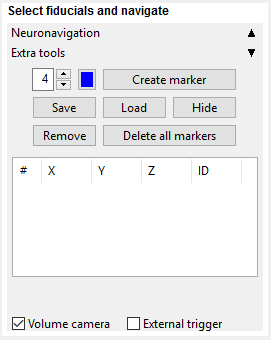 Select fiducials and navigate
Neuronavigation ▲
Extra tools ▼
4 Create marker
Save Load Hide
Remove Delete all markers
# X Y Z ID
Volume camera External trigger